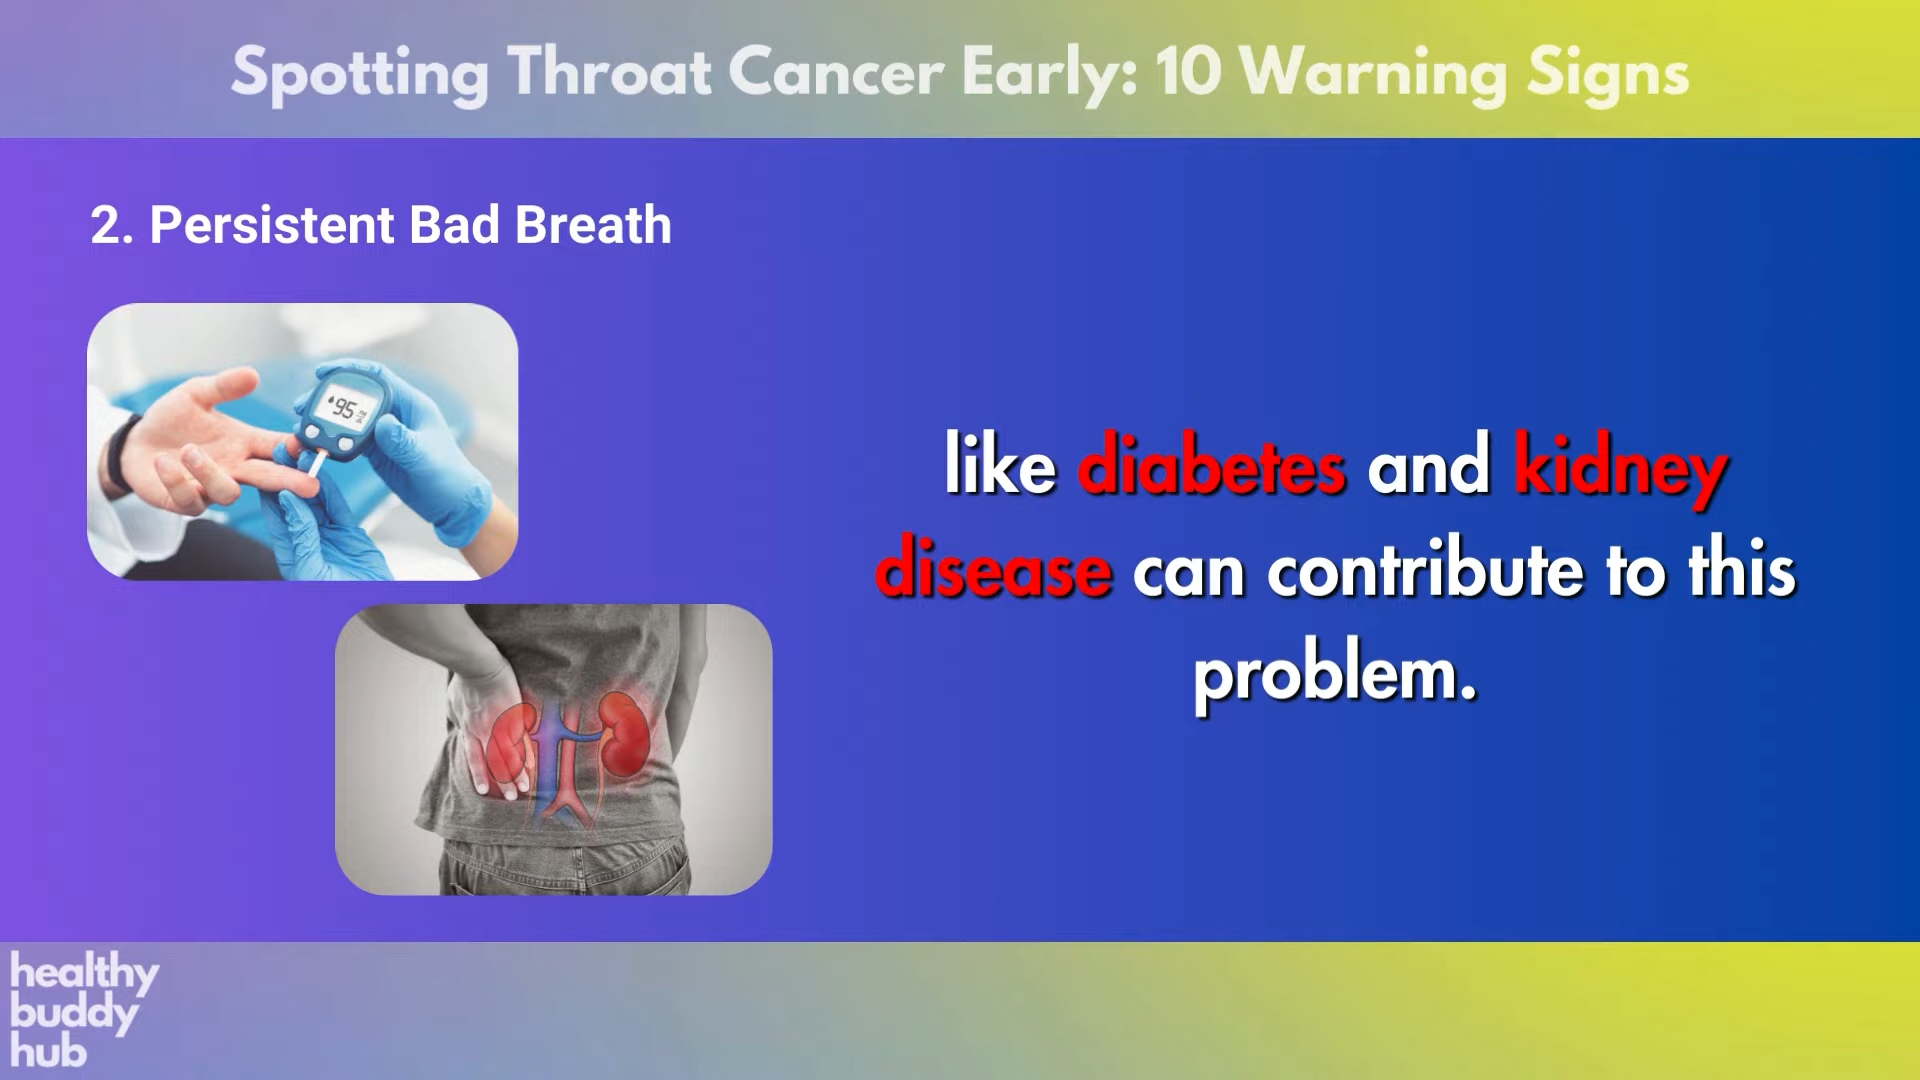 Spotting Throat Cancer Early: 10 Warning Signs
2. Persistent Bad Breath
95
like diabetes and kidney
disease can contribute to this
problem.
healthy
buddy
hub